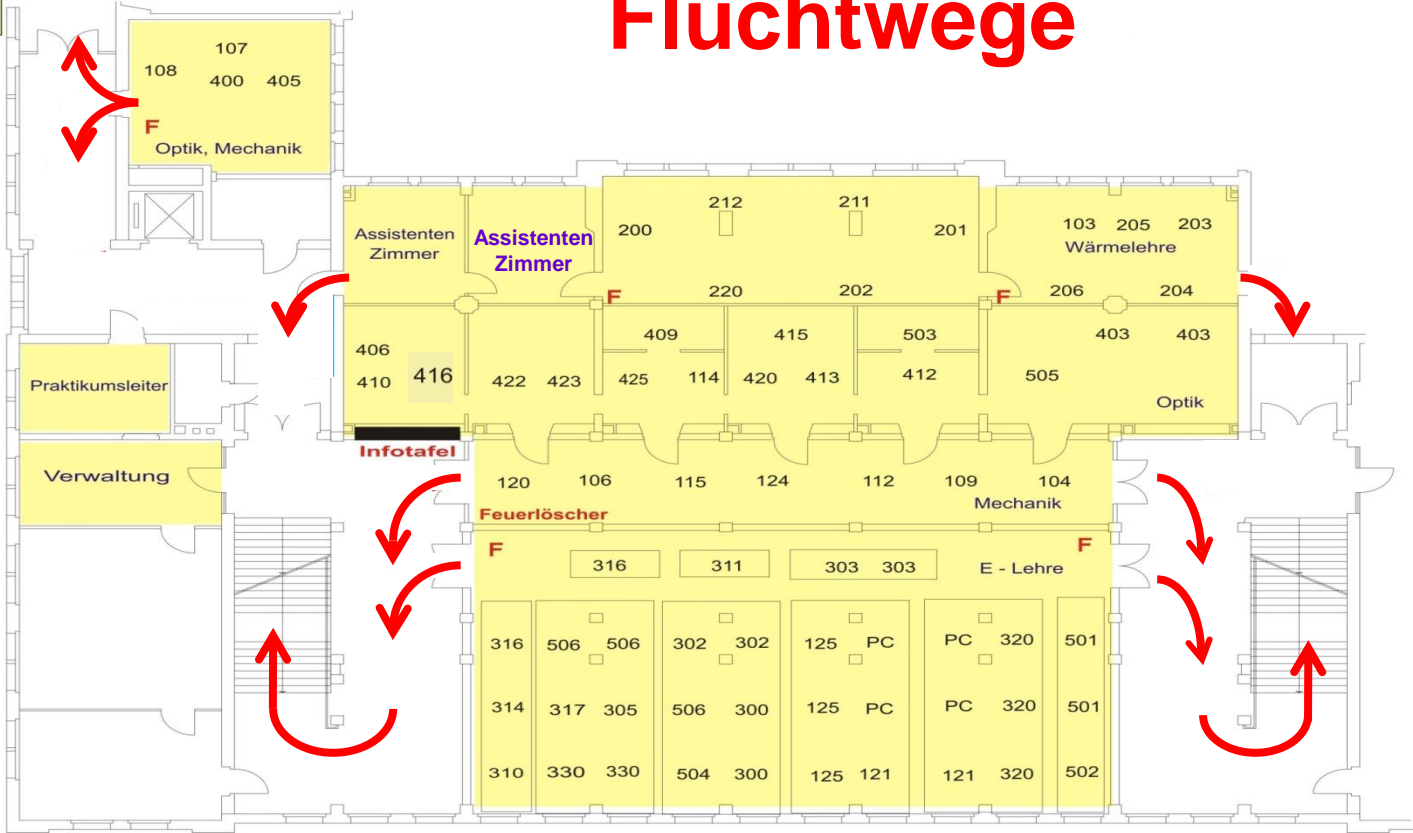 Fluchtwege
107
108 400 405
F
Optik, Mechanik
Assistenten
Zimmer
Assistenten
Zimmer
212 211
200 201
F 220 202
103 205 203
Wärmelehre
F 206 204
406
410 416
422 423
409
425 114
415
420 413
503
412
403 403
505
Optik
Praktikumsleiter
Infotafel
Verwaltung
120 106 115 124 112 109 104
Mechanik
Feuerlöscher
F F
316 311 303 303 E - Lehre
316 506 506 302 302 125 PC PC 320 501
314 317 305 506 300 125 PC PC 320 501
310 330 330 504 300 125 121 121 320 502